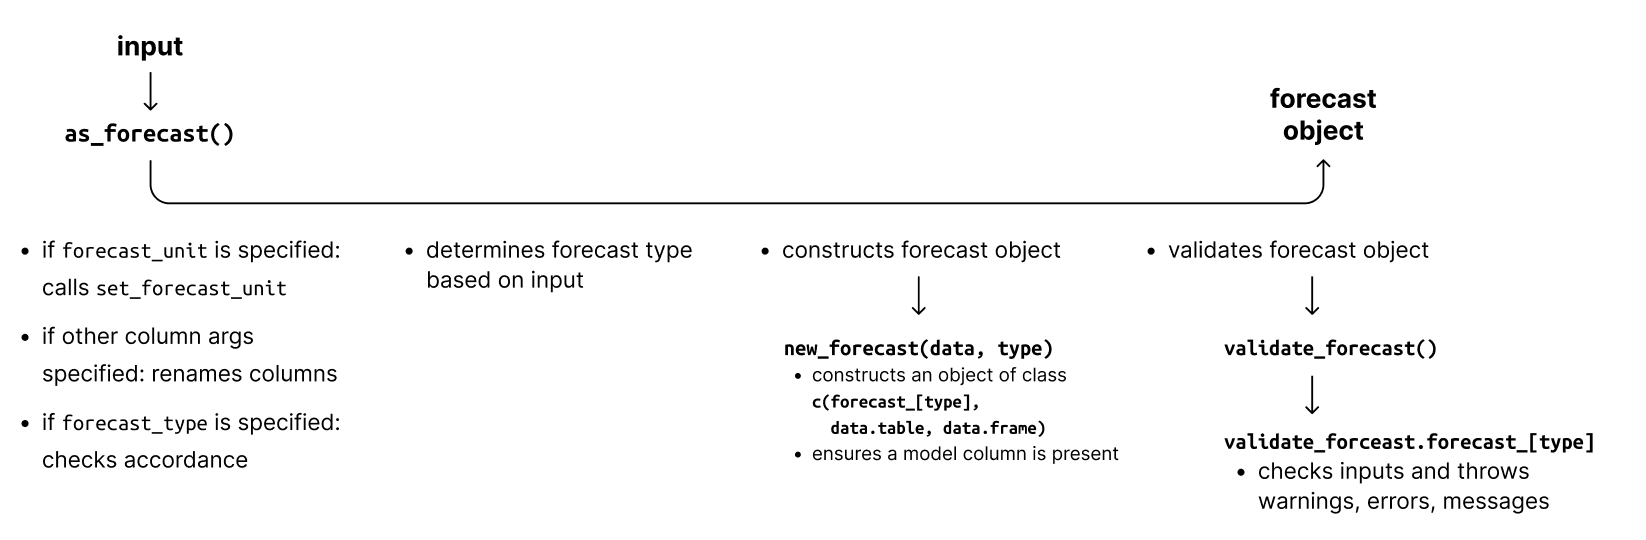 input
as_forecast()
forecast
object
• if forecast_unit is specified:
calls set_forecast_unit
• if other column args
specified: renames columns
• if forecast_type is specified:
checks accordance
• determines forecast type
based on input
• constructs forecast object
new_forecast(data, type)
• constructs an object of class
c(forecast_[type],
data.table, data.frame)
• ensures a model column is present
• validates forecast object
validate_forecast()
validate_forceast.forecast_[type]
• checks inputs and throws
warnings, errors, messages